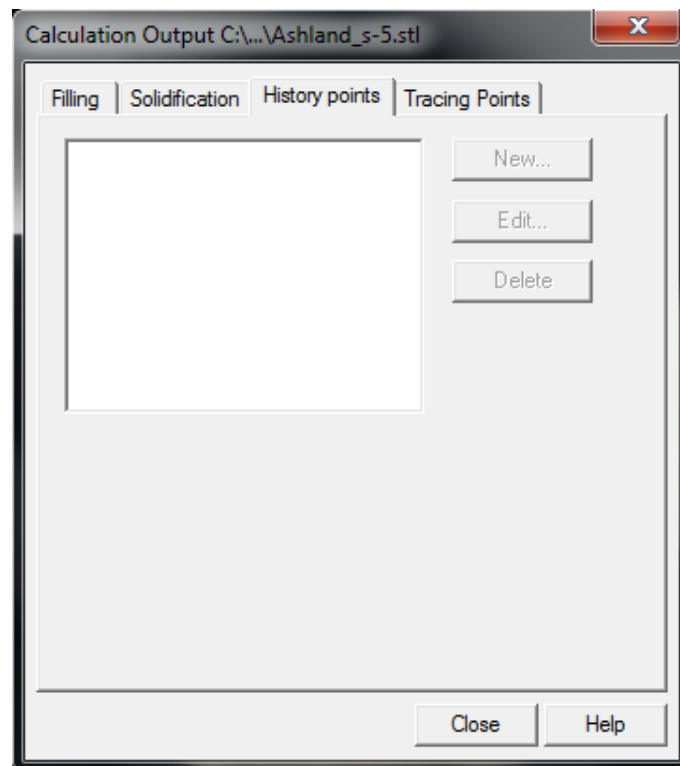 Calculation Output C:\...\Ashland_s-5.stl
X
Filling Solidification History points Tracing Points
New...
Edit...
Delete
Close Help